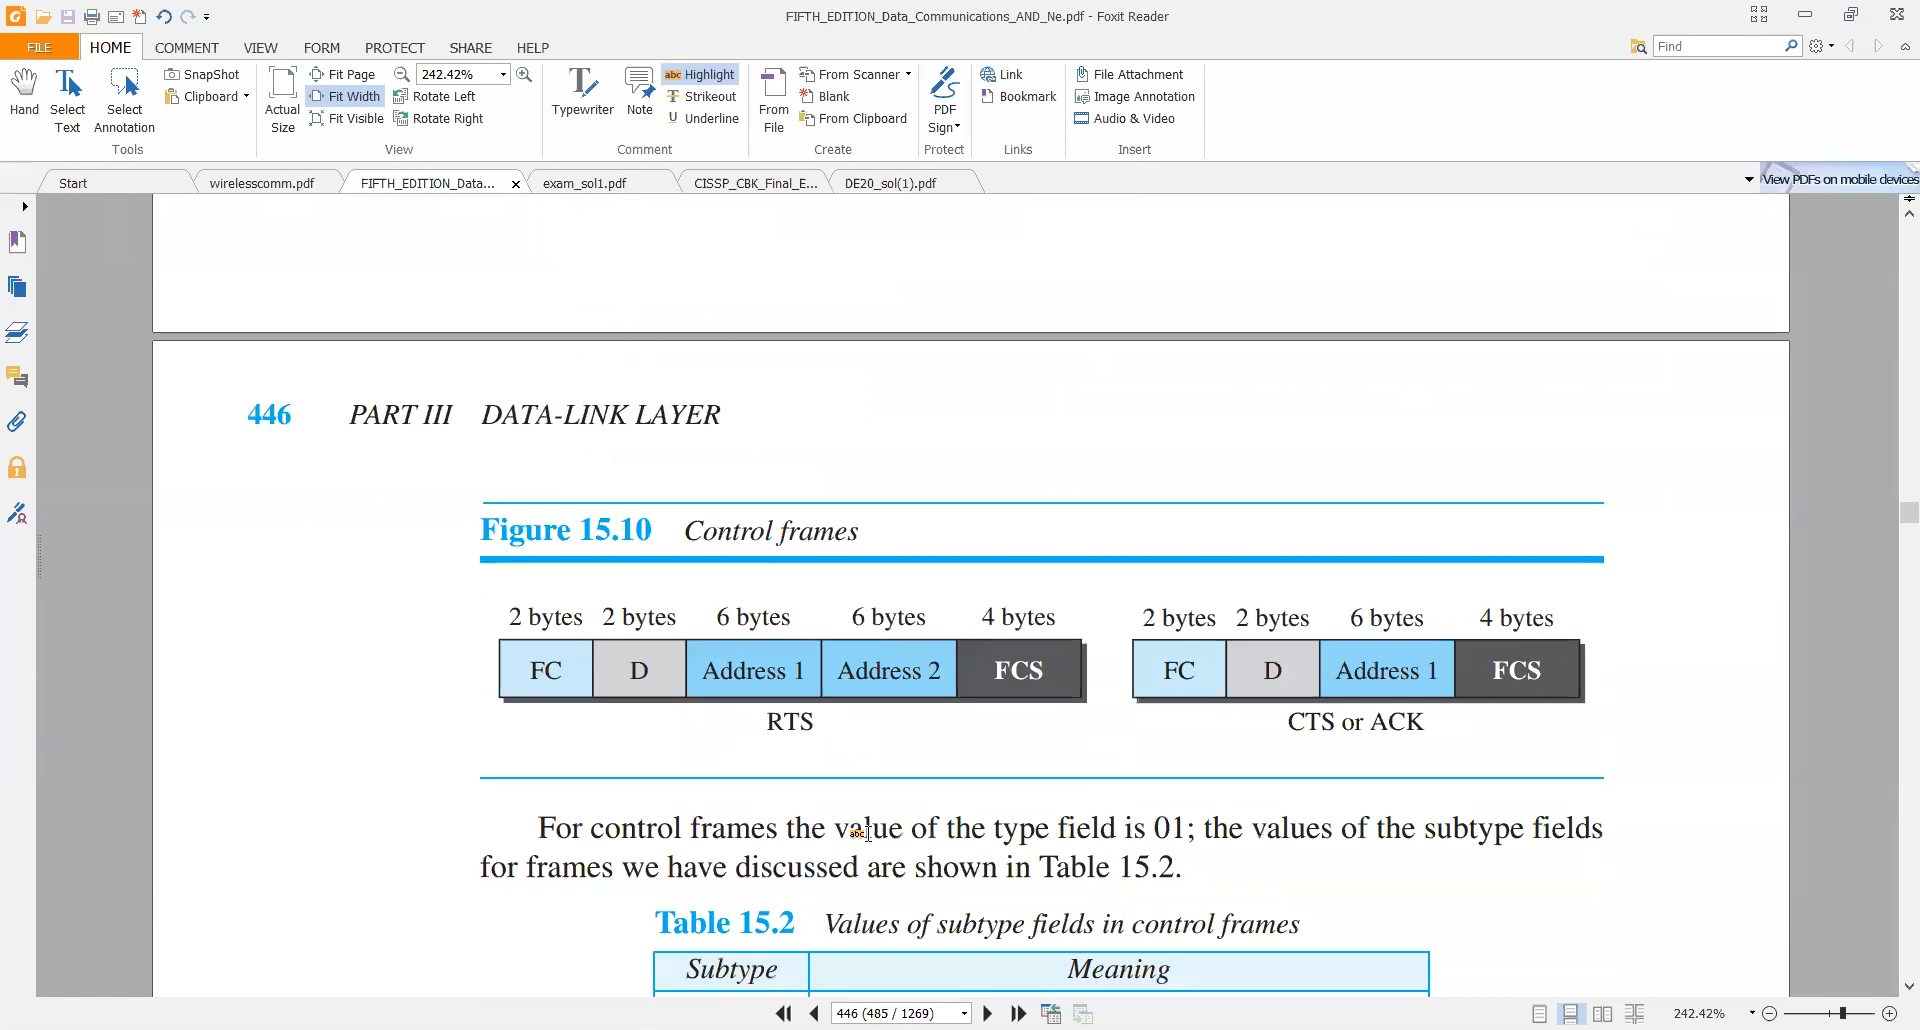 FIFTH_EDITION_Data_Communications_AND_Ne.pdf - Foxit Reader
FILE HOME COMMENT VIEW FORM PROTECT SHARE HELP
Find
Hand
Select Text
Select Annotation
SnapShot
Clipboard
Tools
Actual Size
Fit Page
Fit Width
Fit Visible
242.42%
Rotate Left
Rotate Right
View
Typewriter
Note
abc Highlight
T Strikeout
U Underline
Comment
From File
From Scanner
Blank
From Clipboard
Create
PDF Sign
Protect
Link
Bookmark
Links
File Attachment
Image Annotation
Audio & Video
Insert
Start
wirelesscomm.pdf
FIFTH_EDITION_Data...
exam_sol1.pdf
CISSP_CBK_Final_E...
DE20_sol(1).pdf
View PDFs on mobile devices
446 PART III DATA-LINK LAYER
Figure 15.10 Control frames
2 bytes 2 bytes 6 bytes 6 bytes 4 bytes
FC D Address 1 Address 2 FCS
RTS
2 bytes 2 bytes 6 bytes 4 bytes
FC D Address 1 FCS
CTS or ACK
For control frames the value of the type field is 01; the values of the subtype fields
for frames we have discussed are shown in Table 15.2.
Table 15.2 Values of subtype fields in control frames
Subtype Meaning
446 (485 / 1269)
242.42%